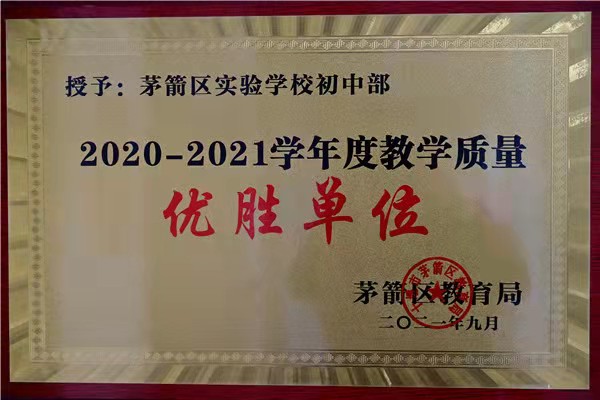 授予：茅箭区实验学校初中部
2020-2021学年度教学质量
优胜单位
茅箭区教育局
二〇二一年九月